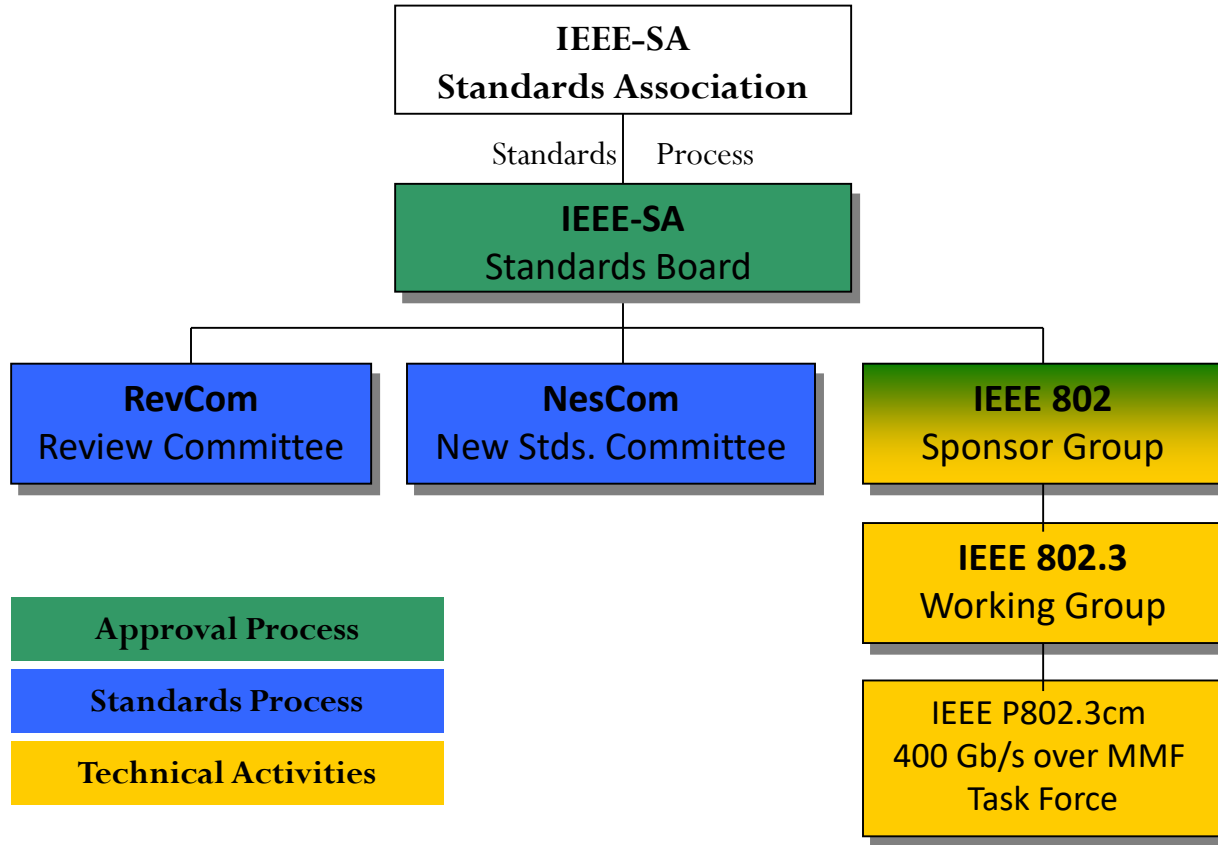 IEEE-SA
Standards Association
Standards Process
IEEE-SA
Standards Board
RevCom
Review Committee
NesCom
New Stds. Committee
IEEE 802
Sponsor Group
IEEE 802.3
Working Group
Approval Process
Standards Process
Technical Activities
IEEE P802.3cm
400 Gb/s over MMF
Task Force